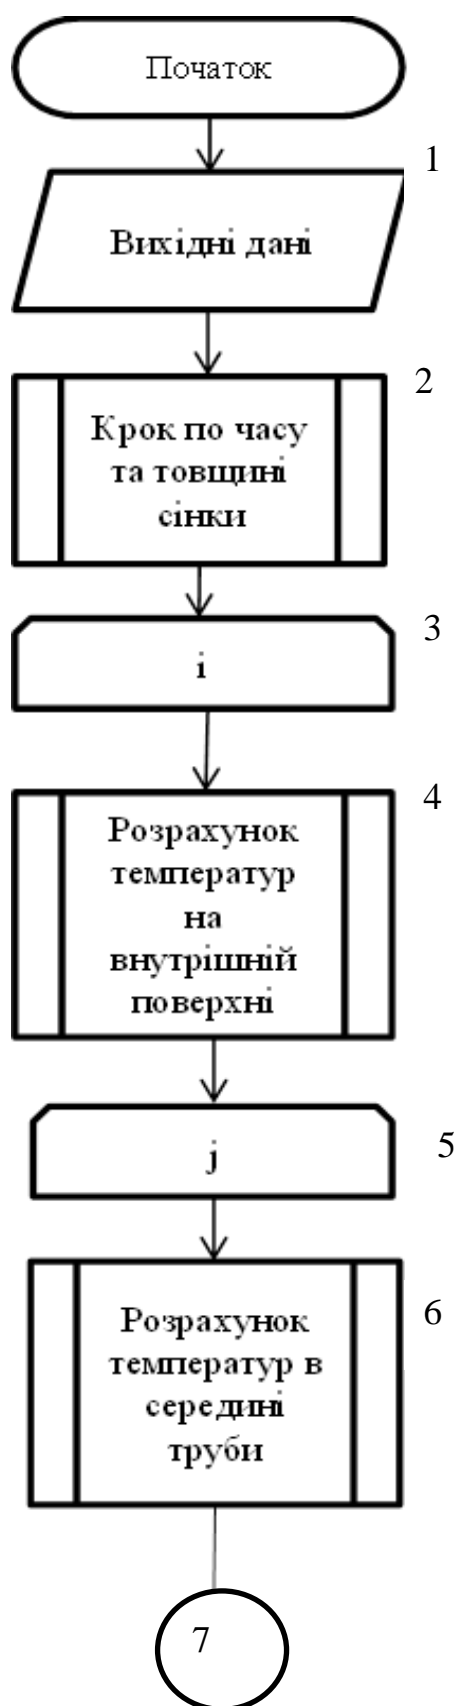 Початок
1
Вихідні дані
2
Крок по часу
та товщині
сінки
3
i
4
Розрахунок
температур
на
внутрішній
поверхні
5
j
6
Розрахунок
температур в
середині
труби
7